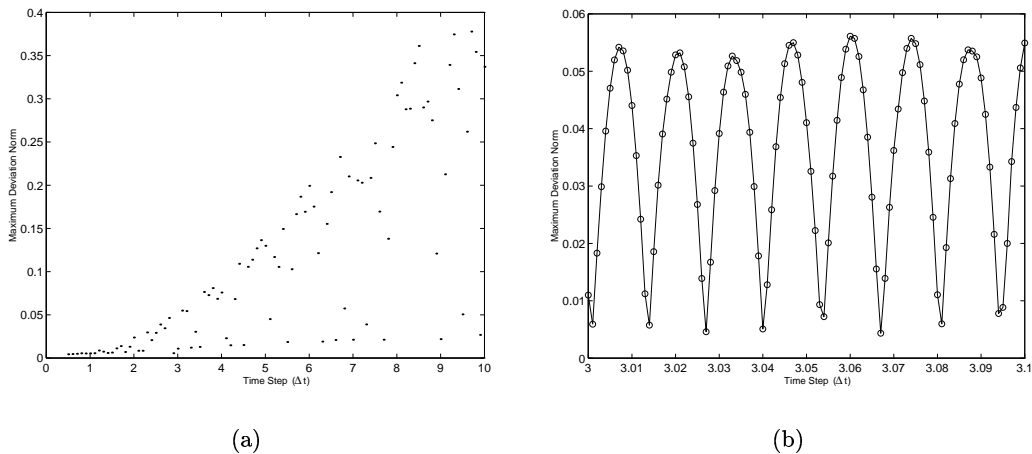 0.4
0.35
0.3
0.25
0.2
0.15
0.1
0.05
0
Maximum Deviation Norm
0 1 2 3 4 5 6 7 8 9 10
Time Step (Δ t)
(a)
0.06
0.05
0.04
0.03
0.02
0.01
0
Maximum Deviation Norm
3 3.01 3.02 3.03 3.04 3.05 3.06 3.07 3.08 3.09 3.1
Time Step (Δ t)
(b)